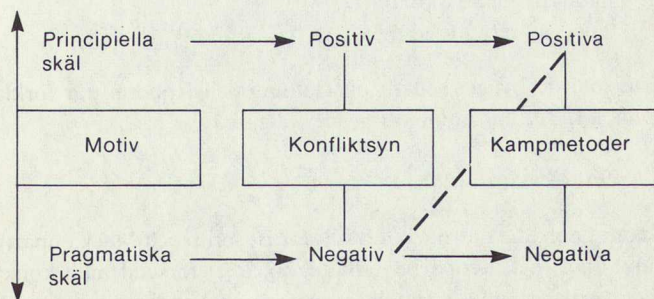 Principiella
skäl
Positiv
Positiva
Motiv
Konfliktsyn
Kampmetoder
Pragmatiska
skäl
Negativ
Negativa